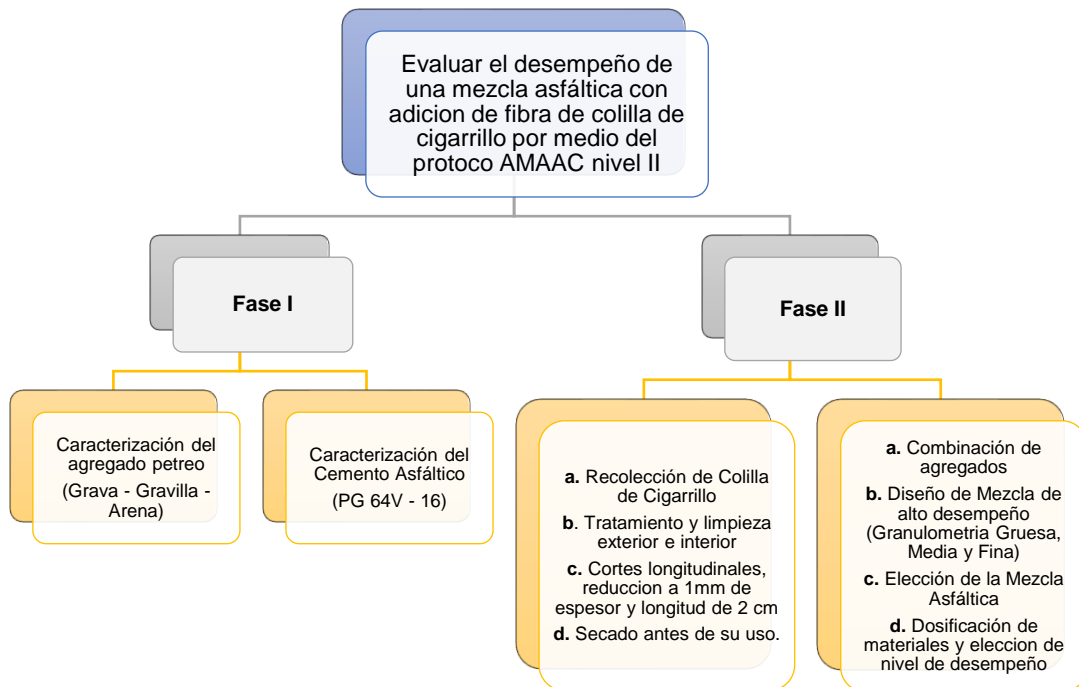 Evaluar el desempeño de
una mezcla asfáltica con
adicion de fibra de colilla de
cigarrillo por medio del
protoco AMAAC nivel II
Fase I
Fase II
Caracterización del
agregado petreo
(Grava - Gravilla -
Arena)
Caracterización del
Cemento Asfáltico
(PG 64V - 16)
a. Recolección de Colilla
de Cigarrillo
b. Tratamiento y limpieza
exterior e interior
c. Cortes longitudinales,
reduccion a 1mm de
espesor y longitud de 2 cm
d. Secado antes de su uso.
a. Combinación de
agregados
b. Diseño de Mezcla de
alto desempeño
(Granulometria Gruesa,
Media y Fina)
c. Elección de la Mezcla
Asfáltica
d. Dosificación de
materiales y eleccion de
nivel de desempeño